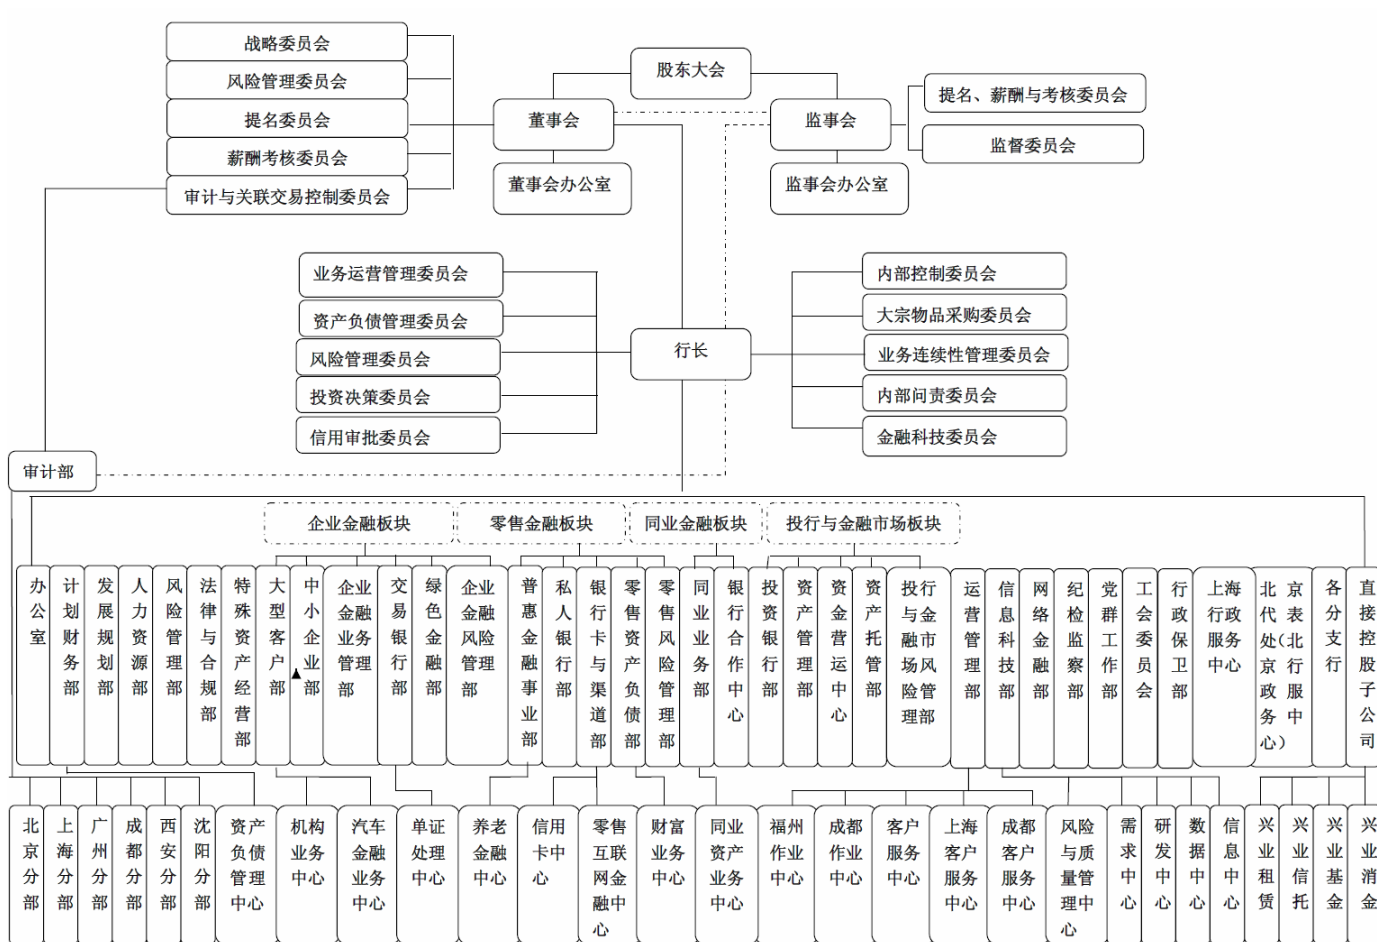 战略委员会
风险管理委员会
提名委员会
薪酬考核委员会
审计与关联交易控制委员会
股东大会
董事会
监事会
董事会办公室
监事会办公室
提名、薪酬与考核委员会
监督委员会
业务运营管理委员会
资产负债管理委员会
风险管理委员会
投资决策委员会
信用审批委员会
行长
内部控制委员会
大宗物品采购委员会
业务连续性管理委员会
内部问责委员会
金融科技委员会
审计部
企业金融板块
零售金融板块
同业金融板块
投行与金融市场板块
办公室
计划财务部
发展规划部
人力资源部
风险管理部
法律与合规部
特殊资产经营部
大型客户部
中小企业部
▲
企业金融业务管理部
交易银行部
绿色金融部
企业金融风险管理部
普惠金融事业部
私人银行部
银行卡与渠道部
零售资产负债部
零售风险管理部
同业业务部
银行合作中心
投资银行部
资产管理部
资金营运中心
资产托管部
投行与金融市场风险管理部
运营管理部
信息科技部
网络金融部
纪检监察部
党群工作部
工会委员会
行政保卫部
上海行政服务中心
北京代表处（北京行政服务中心）
各分支行
直接控股子公司
北京分部
上海分部
广州分部
成都分部
西安分部
沈阳分部
资产
负债
管理
中心
机构
业务
中心
汽车
金融
业务
中心
单证
处理
中心
养老
金融
中心
信用
卡中
心
零售
互联
网金
融中
心
财富
业务
中心
同业
资产
业务
中心
福州
作业
中心
成都
作业
中心
客户
服务
中心
上海
客户
服务
中心
成都
客户
服务
中心
风险
与质
量管
理中
心
需求中心
研发中心
数据中心
信息中心
兴业租赁
兴业信托
兴业基金
兴业消金